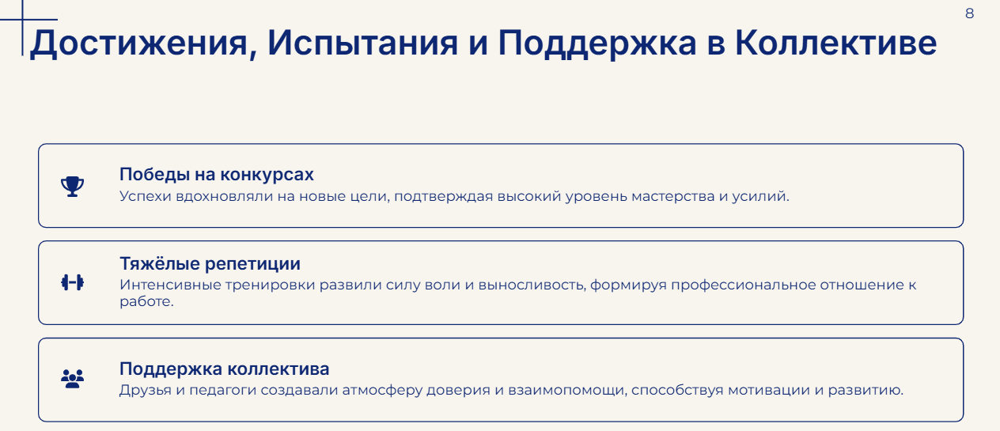 8
Достижения, Испытания и Поддержка в Коллективе
Победы на конкурсах
Успехи вдохновляли на новые цели, подтверждая высокий уровень мастерства и усилий.
Тяжёлые репетиции
Интенсивные тренировки развили силу воли и выносливость, формируя профессиональное отношение к
работе.
Поддержка коллектива
Друзья и педагоги создавали атмосферу доверия и взаимопомощи, способствуя мотивации и развитию.